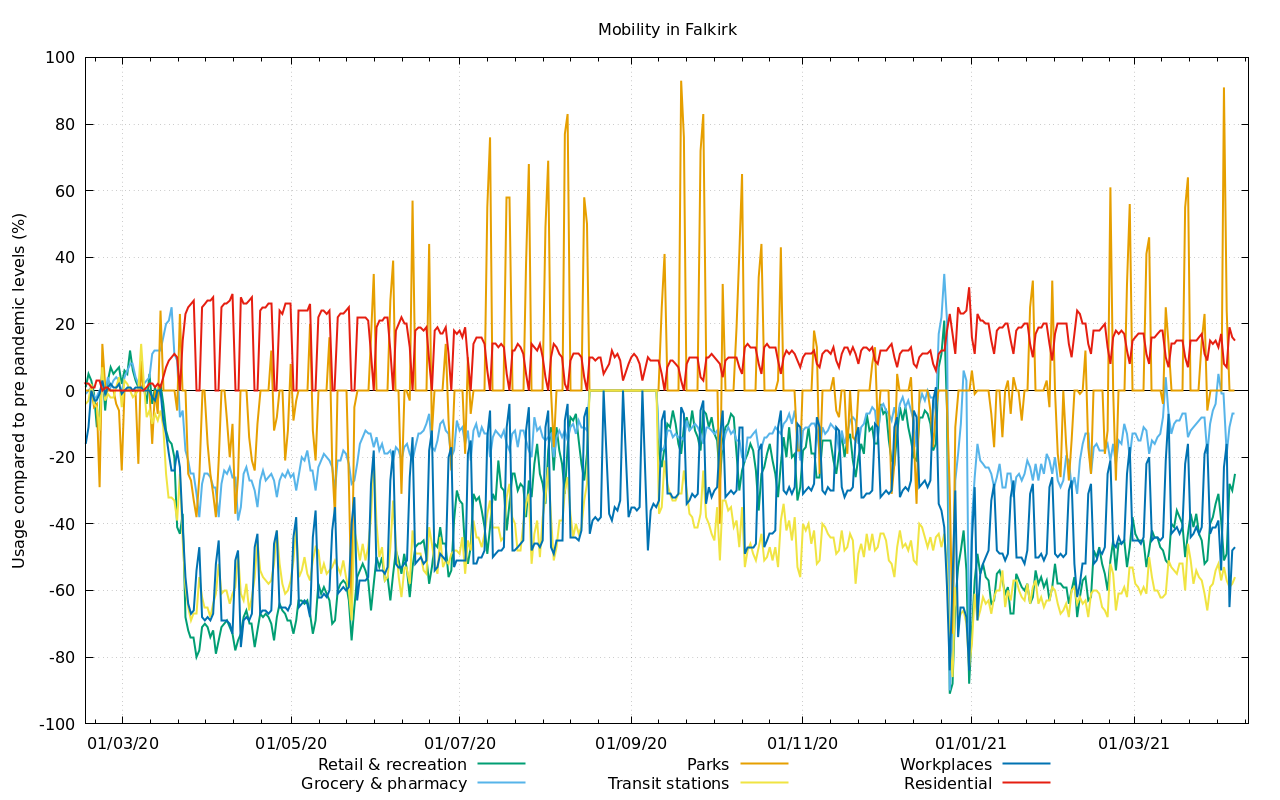 Mobility in Falkirk
Usage compared to pre pandemic levels (%)
100
80
60
40
20
0
-20
-40
-60
-80
-100
01/03/20 01/05/20 01/07/20 01/09/20 01/11/20 01/01/21 01/03/21
Retail & recreation Parks Workplaces
Grocery & pharmacy Transit stations Residential